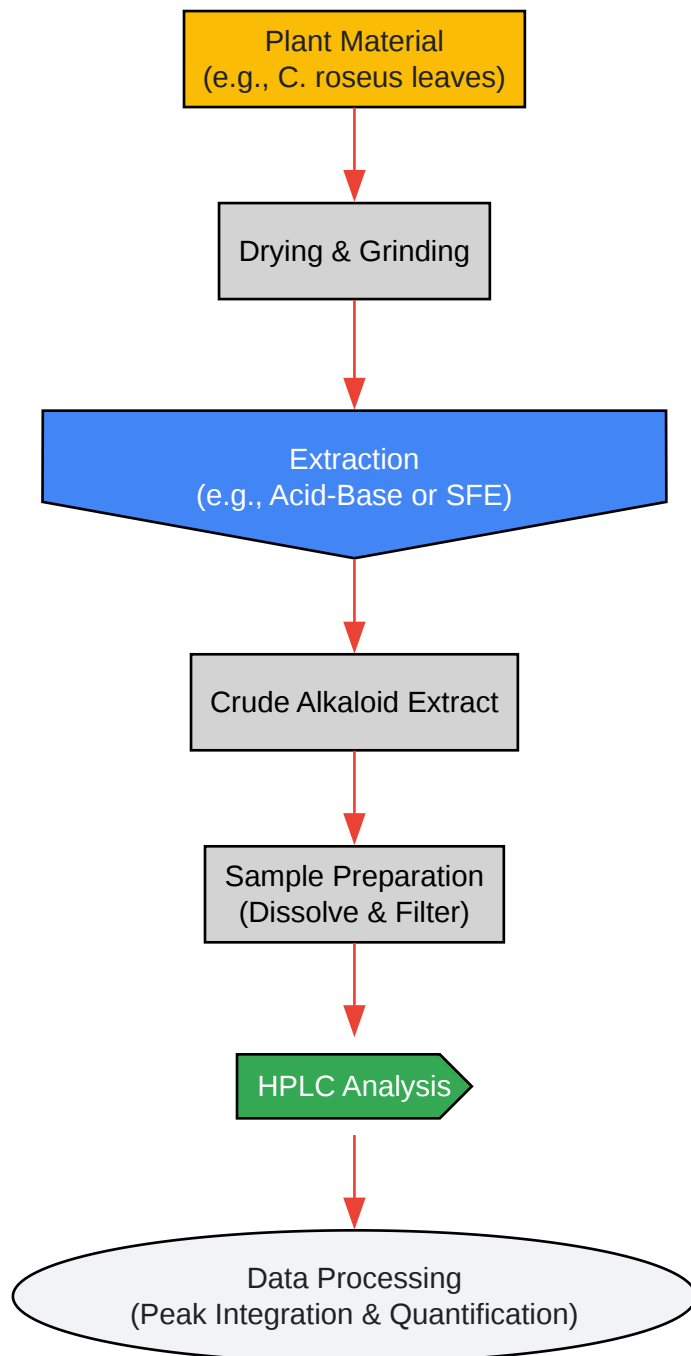 Plant Material
(e.g., C. roseus leaves)
Drying & Grinding
Extraction
(e.g., Acid-Base or SFE)
Crude Alkaloid Extract
Sample Preparation
(Dissolve & Filter)
HPLC Analysis
Data Processing
(Peak Integration & Quantification)